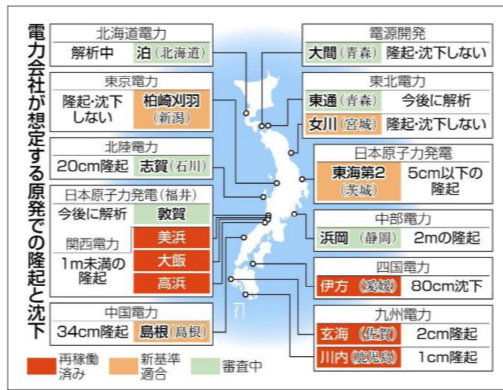 電力会社が想定する原発での隆起と沈下
北海道電力
解析中 泊(北海道)
東京電力
隆起・沈下しない 柏崎刈羽(新潟)
北陸電力
20cm隆起 志賀(石川)
日本原子力発電(福井)
今後に解析 敦賀
関西電力
1m未満の隆起
美浜
大飯
高浜
中国電力
34cm隆起 島根(島根)
電源開発
大間(青森) 隆起・沈下しない
東北電力
東通(青森) 今後に解析
女川(宮城) 隆起・沈下しない
日本原子力発電
東海第2(茨城) 5cm以下の隆起
中部電力
浜岡(静岡) 2mの隆起
四国電力
伊方(愛媛) 80cm沈下
九州電力
玄海(佐賀) 2cm隆起
川内(鹿児島) 1cm隆起
再稼働済み 新基準適合 審査中